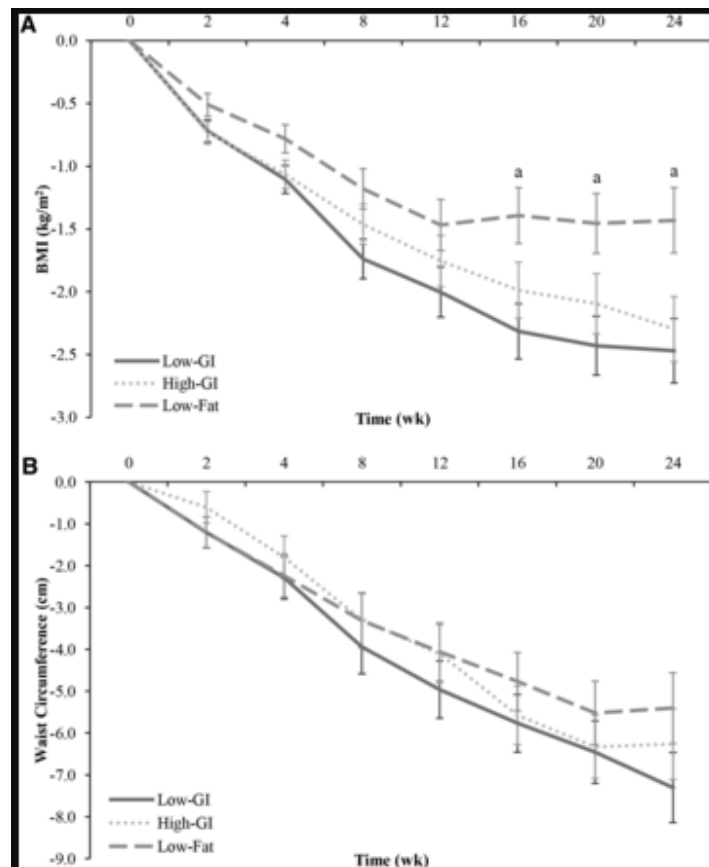 A
0 2 4 8 12 16 20 24
0.0
-0.5
-1.0
a a a
-1.5
-2.0
-2.5
-3.0
BMI (kg/m²)
Low-GI
High-GI
Low-Fat
Time (wk)
B
0 2 4 8 12 16 20 24
0.0
-1.0
-2.0
-3.0
-4.0
-5.0
-6.0
-7.0
-8.0
-9.0
Waist Circumference (cm)
Low-GI
High-GI
Low-Fat
Time (wk)